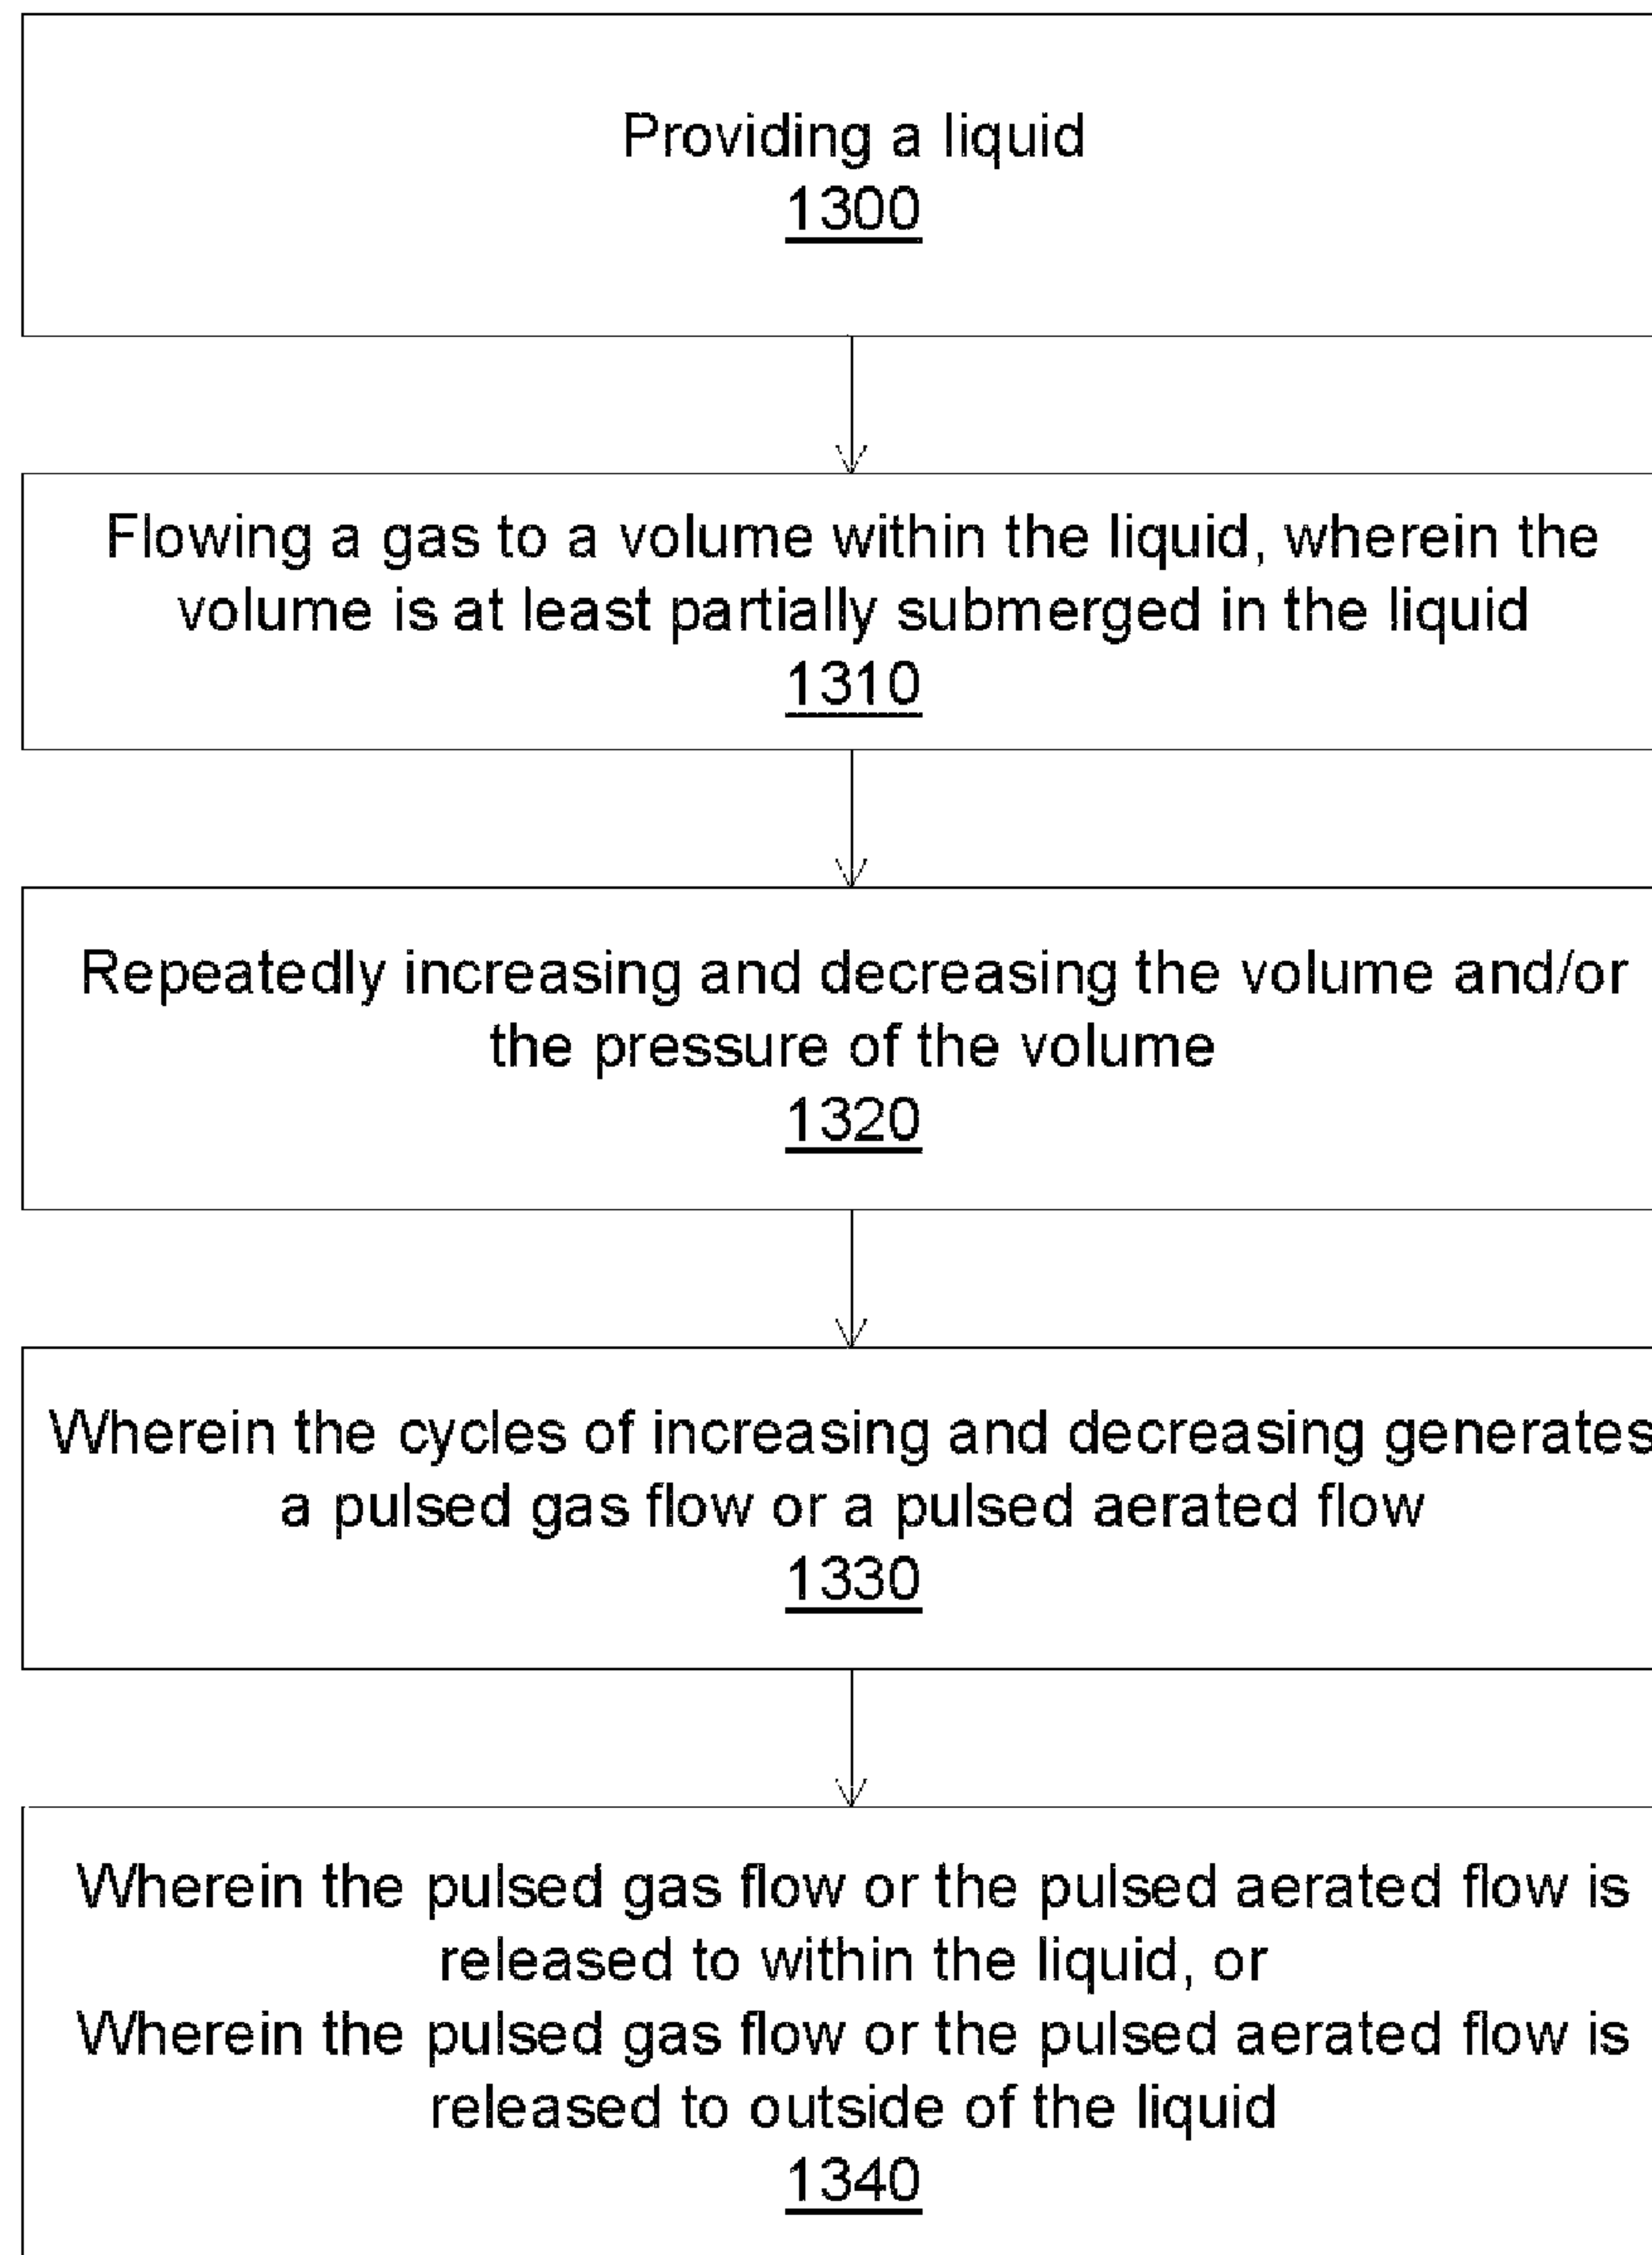 Providing a liquid
1300
Flowing a gas to a volume within the liquid, wherein the
volume is at least partially submerged in the liquid
1310
Repeatedly increasing and decreasing the volume and/or
the pressure of the volume
1320
Wherein the cycles of increasing and decreasing generates
a pulsed gas flow or a pulsed aerated flow
1330
Wherein the pulsed gas flow or the pulsed aerated flow is
released to within the liquid, or
Wherein the pulsed gas flow or the pulsed aerated flow is
released to outside of the liquid
1340